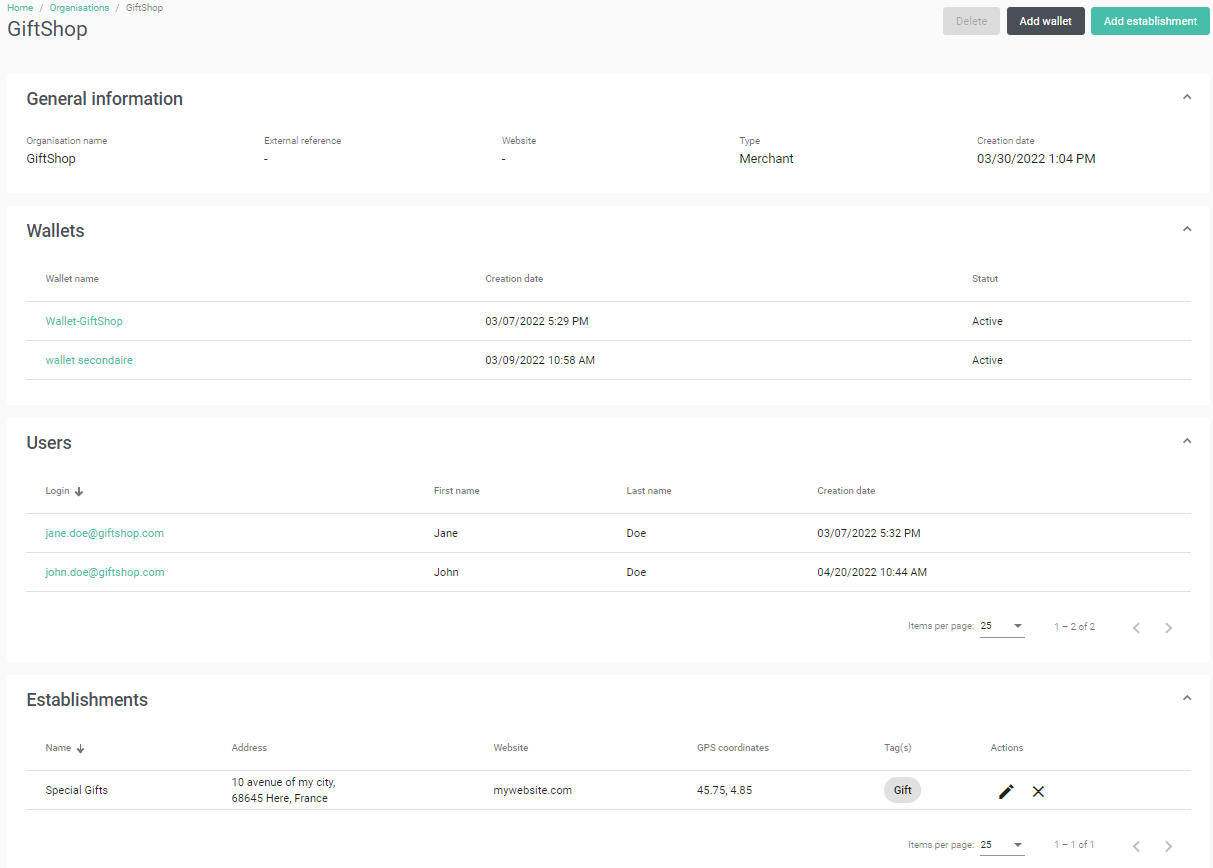 Home / Organisations / GiftShop
GiftShop
Delete Add wallet Add establishment
General information
Organisation name External reference Website Type Creation date
GiftShop - - Merchant 03/30/2022 1:04 PM
Wallets
Wallet name Creation date Statut
Wallet-GiftShop 03/07/2022 5:29 PM Active
wallet secondaire 03/09/2022 10:58 AM Active
Users
Login First name Last name Creation date
jane.doe@giftshop.com Jane Doe 03/07/2022 5:32 PM
john.doe@giftshop.com John Doe 04/20/2022 10:44 AM
Items per page: 25 1 – 2 of 2
Establishments
Name Address Website GPS coordinates Tag(s) Actions
Special Gifts 10 avenue of my city, mywebsite.com 45.75, 4.85 Gift
68645 Here, France
Items per page: 25 1 – 1 of 1